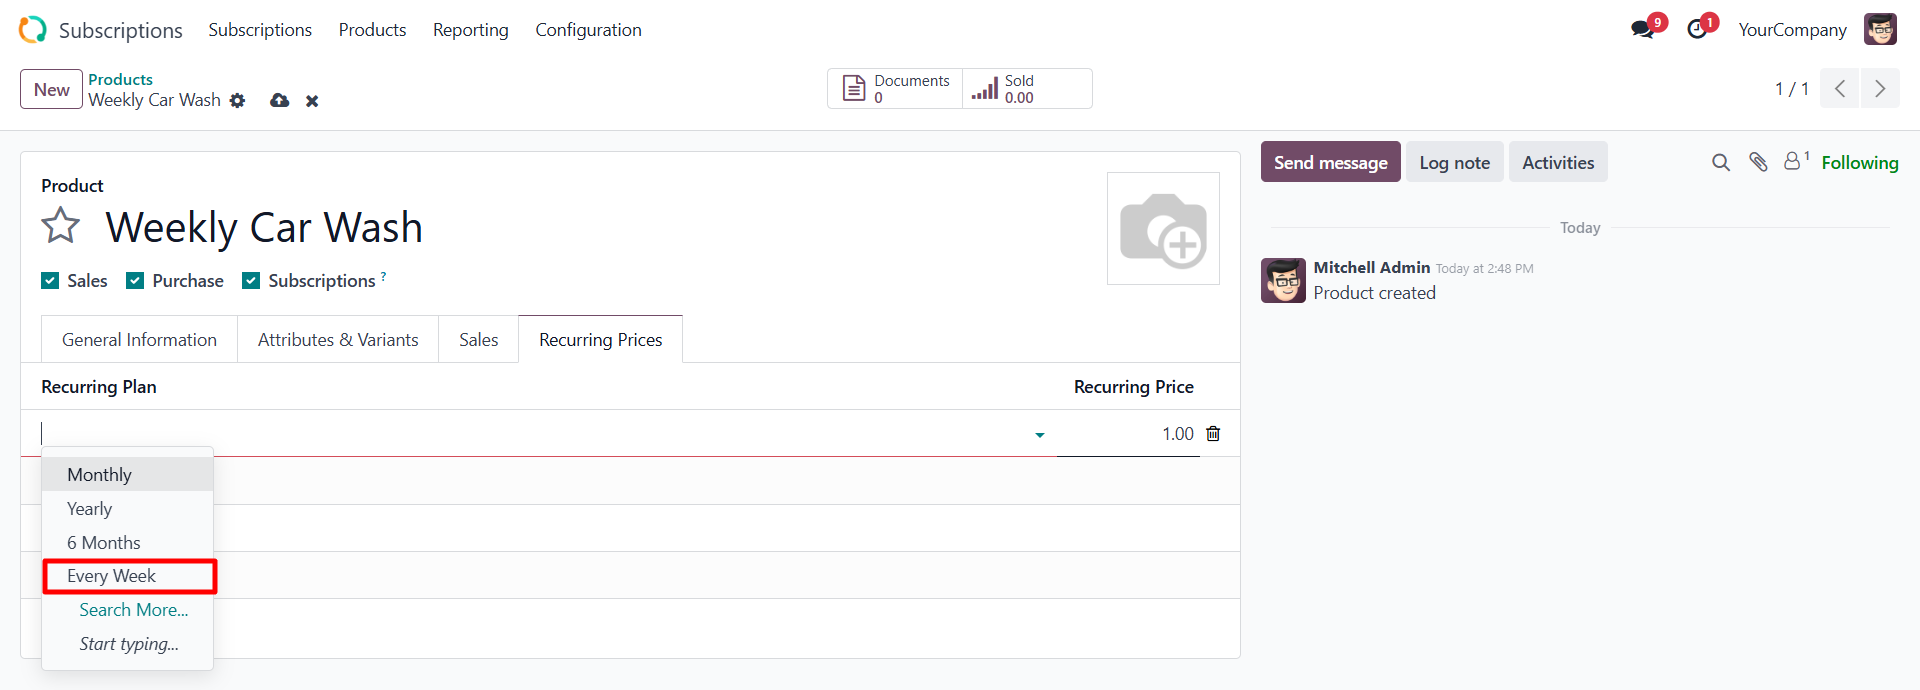 Subscriptions Subscriptions Products Reporting Configuration 9 1 YourCompany
New Products Weekly Car Wash Documents 0 Sold 0.00 1 / 1
Send message Log note Activities 1 Following
Product
Weekly Car Wash
Today
Sales Purchase Subscriptions ?
Mitchell Admin Today at 2:48 PM
Product created
General Information Attributes & Variants Sales Recurring Prices
Recurring Plan Recurring Price
1.00
Monthly
Yearly
6 Months
Every Week
Search More...
Start typing...